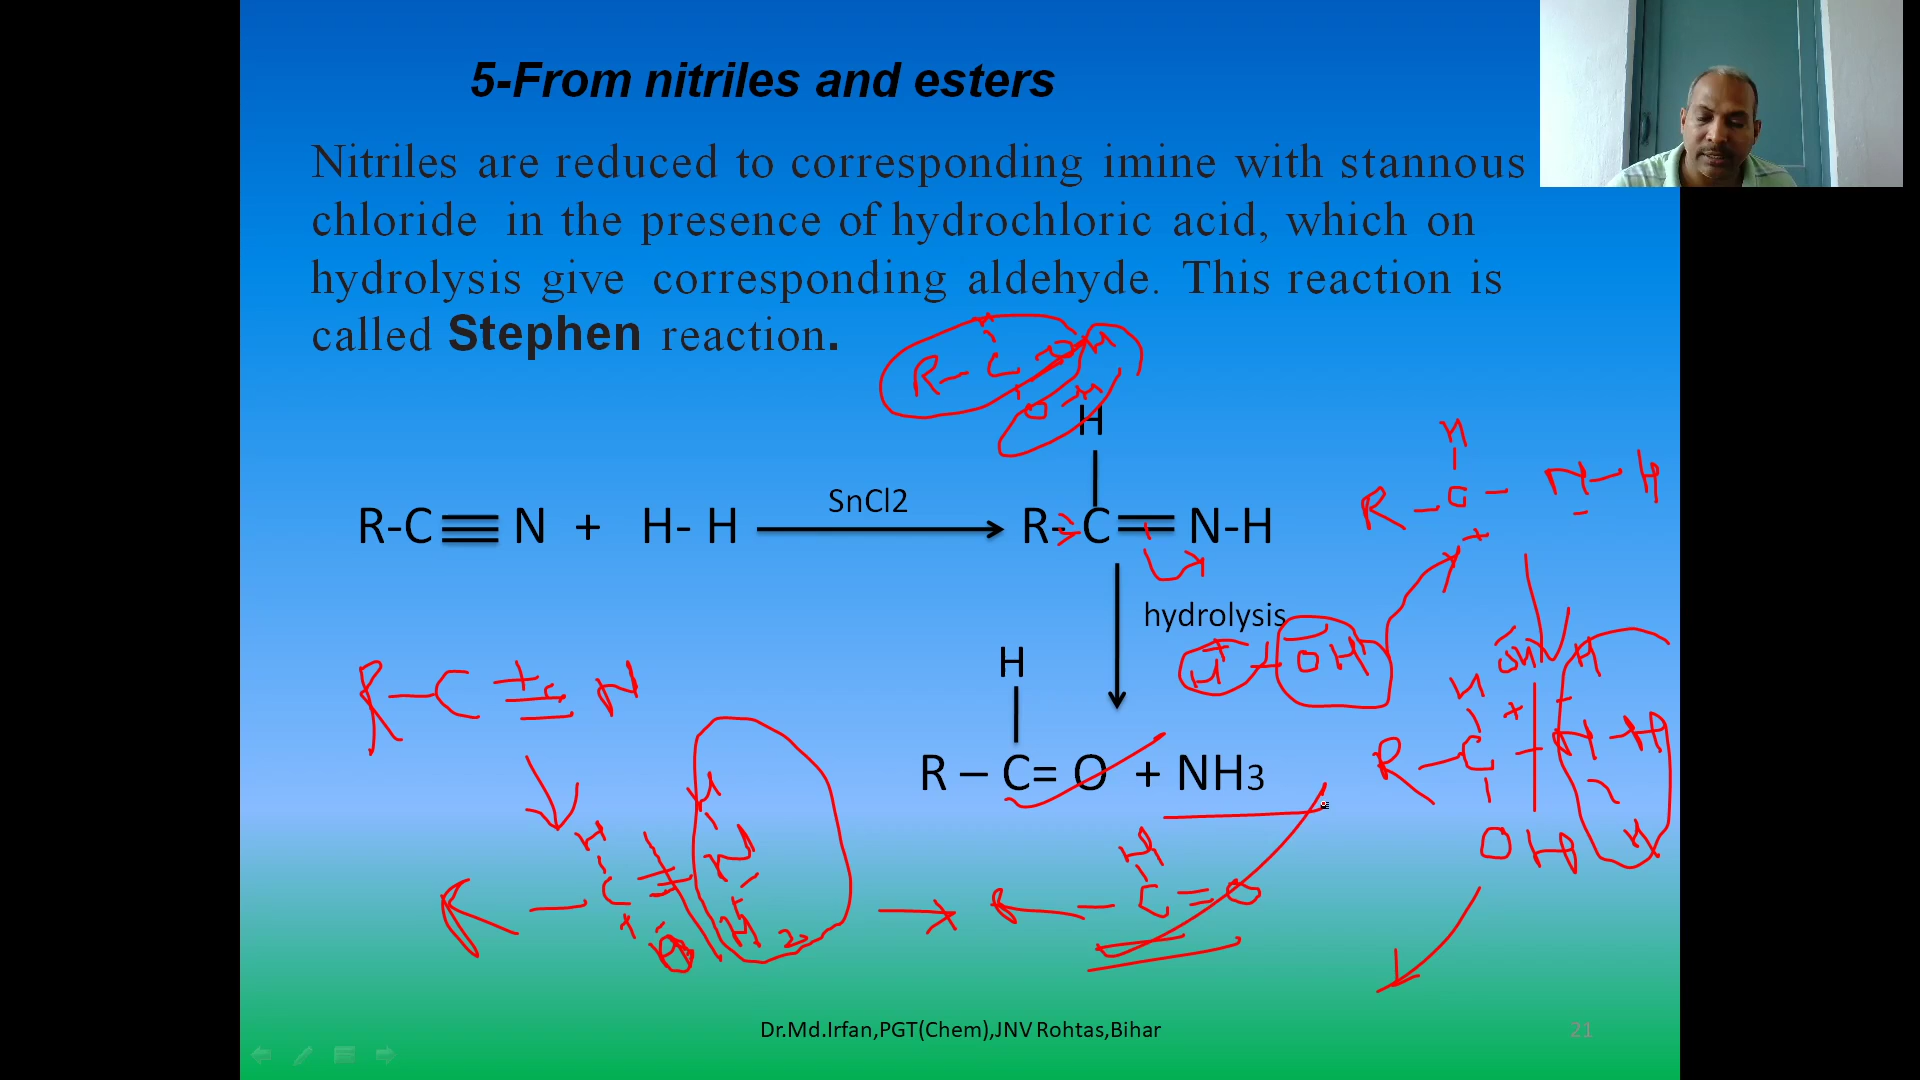 5-From nitriles and esters
Nitriles are reduced to corresponding imine with stannous
chloride in the presence of hydrochloric acid, which on
hydrolysis give corresponding aldehyde. This reaction is
called Stephen reaction.
R-C≡N + H- H SnCl2 R- C=N-H
H
hydrolysis
H
R – C= O + NH3
H+ + OH-
R-C≡N
H
R-C=O
H
R-C-N-H
+
Dr.Md.Irfan,PGT(Chem),JNV Rohtas,Bihar
21